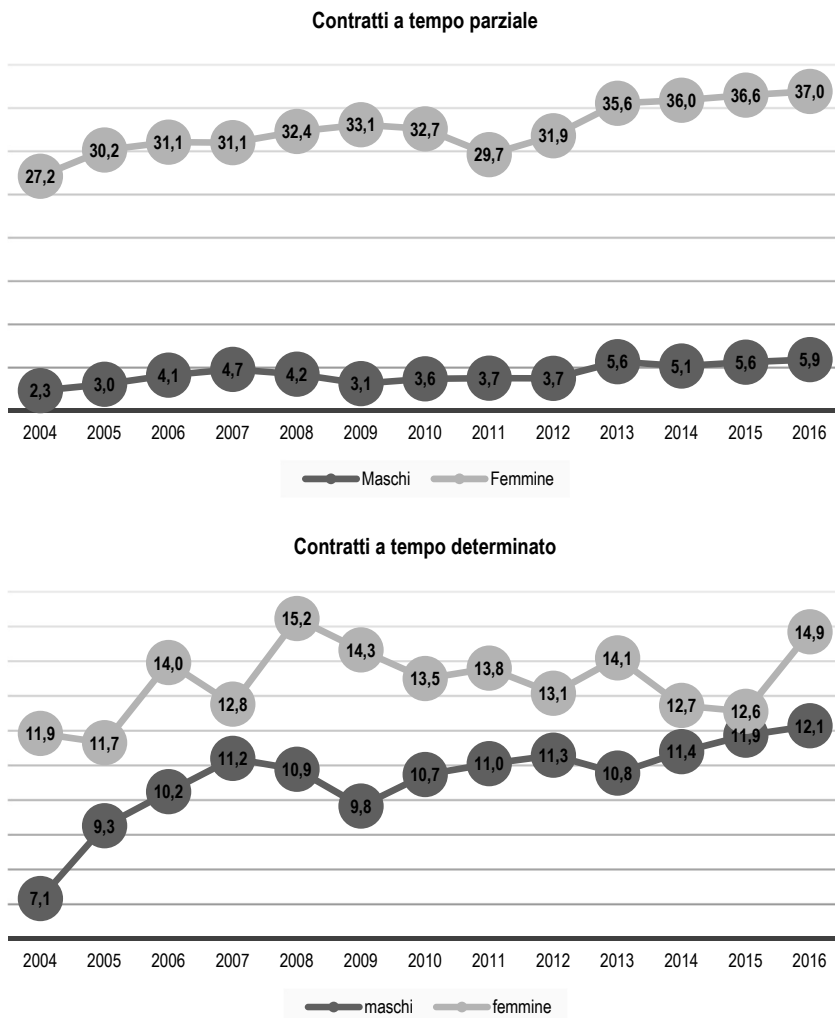 Contratti a tempo parziale
27,2 30,2 31,1 31,1 32,4 33,1 32,7 29,7 31,9 35,6 36,0 36,6 37,0
2,3 3,0 4,1 4,7 4,2 3,1 3,6 3,7 3,7 5,6 5,1 5,6 5,9
2004 2005 2006 2007 2008 2009 2010 2011 2012 2013 2014 2015 2016
Maschi Femmine
Contratti a tempo determinato
11,9 11,7 14,0 12,8 15,2 14,3 13,5 13,8 13,1 14,1 12,7 12,6 14,9
7,1 9,3 10,2 11,2 10,9 9,8 10,7 11,0 11,3 10,8 11,4 11,9 12,1
2004 2005 2006 2007 2008 2009 2010 2011 2012 2013 2014 2015 2016
maschi femmine